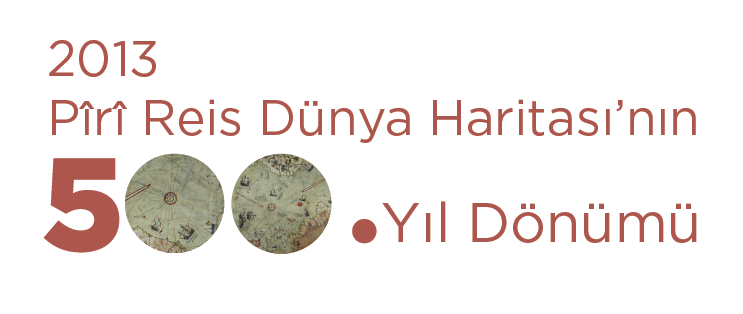 2013
Pîrî Reis Dünya Haritası’nın
500.Yıl Dönümü